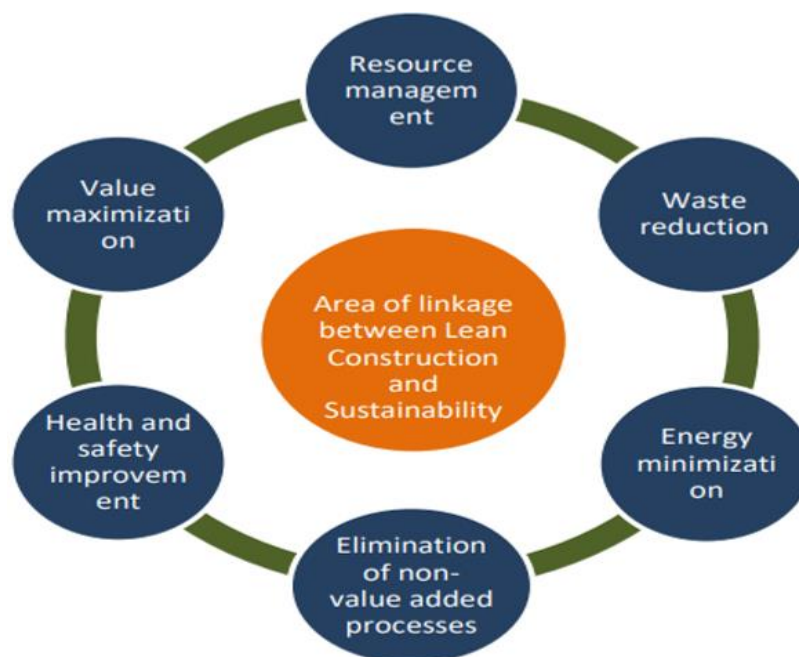 Resource
managem
ent
Waste
reduction
Energy
minimizati
on
Elimination
of non-
value added
processes
Health and
safety
improvem
ent
Value
maximizati
on
Area of linkage
between Lean
Construction
and
Sustainability